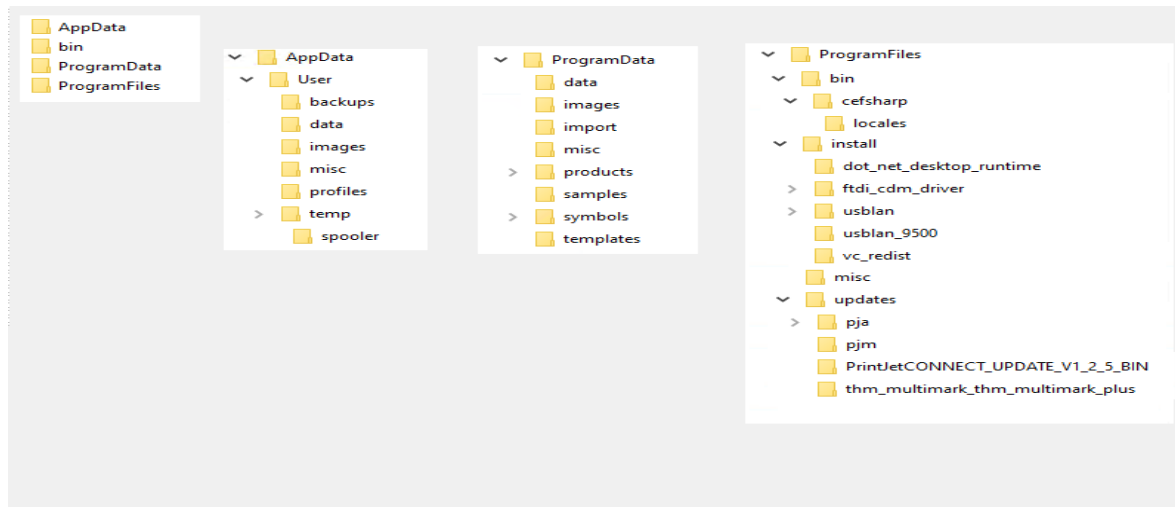 AppData
bin
ProgramData
ProgramFiles
AppData
User
backups
data
images
misc
profiles
temp
spooler
ProgramData
data
images
import
misc
products
samples
symbols
templates
ProgramFiles
bin
cefsharp
locales
install
dot_net_desktop_runtime
ftdi_cdm_driver
usblan
usblan_9500
vc_redist
misc
updates
pja
pjm
PrintJetCONNECT_UPDATE_V1_2_5_BIN
thm_multimark_thm_multimark_plus